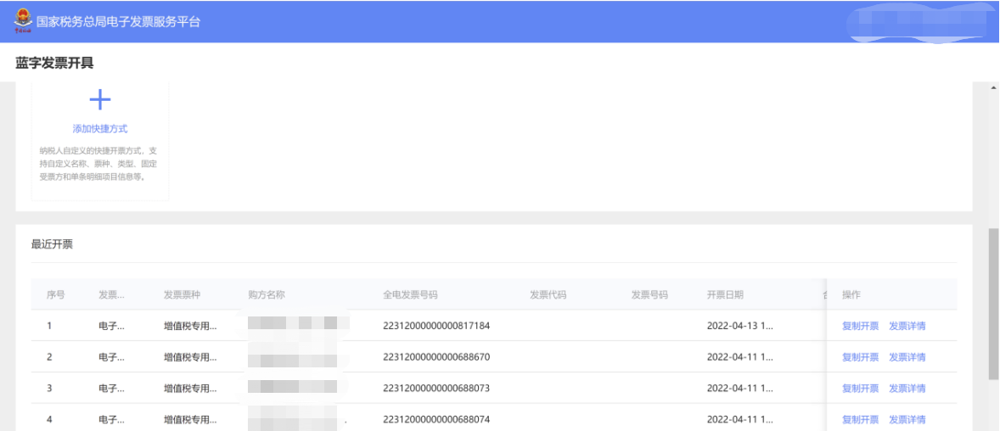 国家税务总局电子发票服务平台
蓝字发票开具
添加快捷方式
纳税人自定义的快捷开票方式，支
持自定义名称、票种、类型、固定
受票方和单条明细项目信息等。
最近开票
序号 发票... 发票票种 购方名称 全电发票号码 发票代码 发票号码 开票日期 操作
1 电子... 增值税专用... 22312000000000817184 2022-04-13 1... 复制开票 发票详情
2 电子... 增值税专用... 22312000000000688670 2022-04-11 1... 复制开票 发票详情
3 电子... 增值税专用... 22312000000000688073 2022-04-11 1... 复制开票 发票详情
4 电子... 增值税专用... 22312000000000688074 2022-04-11 1... 复制开票 发票详情